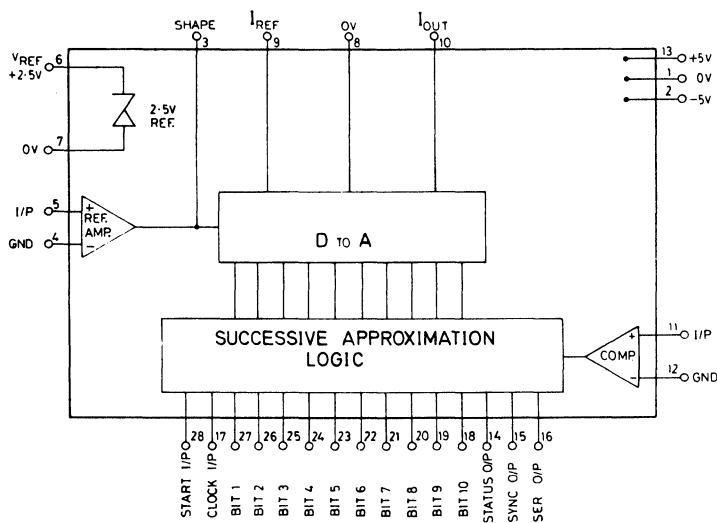 SHAPE
3
IREF
9
0V
8
IOUT
10
VREF
+2·5V
6
2·5V
REF.
7
0V
13
+5V
1
0V
2
-5V
I/P
5
+
REF.
AMP.
GND
4
−
D TO A
SUCCESSIVE APPROXIMATION
LOGIC
11
I/P
+
COMP.
−
12
GND
28
17
27
26
25
24
23
22
21
20
19
18
14
15
16
START I/P
CLOCK I/P
BIT 1
BIT 2
BIT 3
BIT 4
BIT 5
BIT 6
BIT 7
BIT 8
BIT 9
BIT 10
STATUS O/P
SYNC O/P
SER O/P